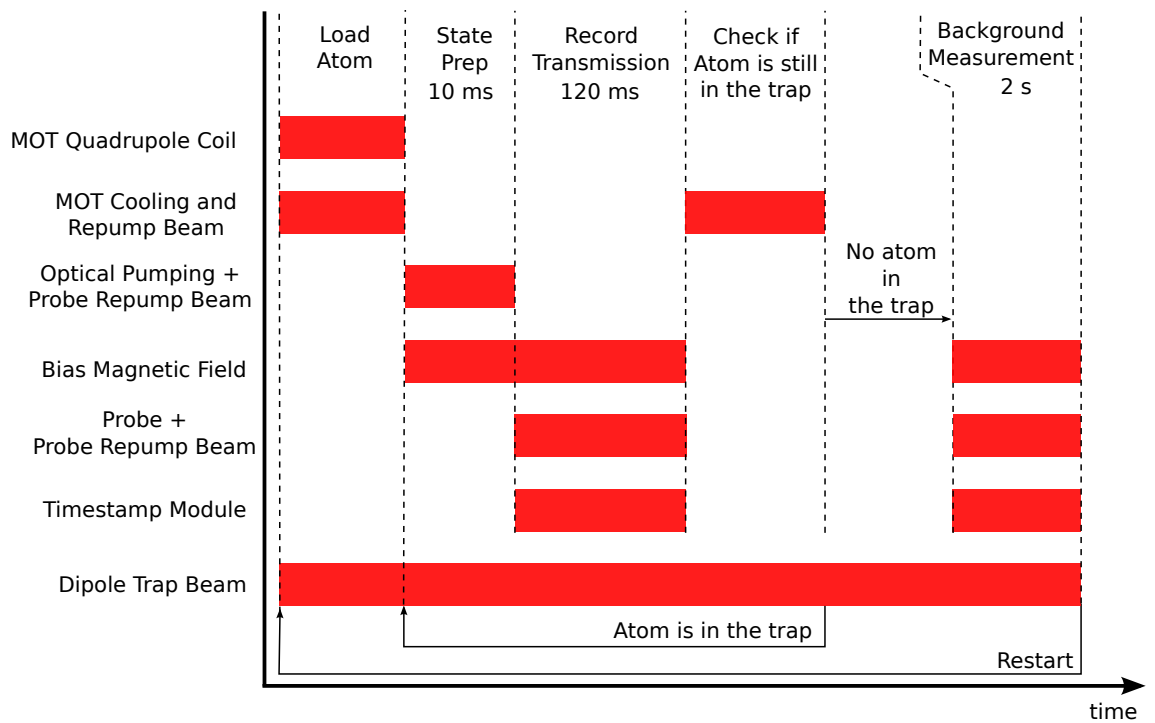 Load
Atom
State
Prep
10 ms
Record
Transmission
120 ms
Check if
Atom is still
in the trap
Background
Measurement
2 s
MOT Quadrupole Coil
MOT Cooling and
Repump Beam
Optical Pumping +
Probe Repump Beam
No atom
in
the trap
Bias Magnetic Field
Probe +
Probe Repump Beam
Timestamp Module
Dipole Trap Beam
Atom is in the trap
Restart
time